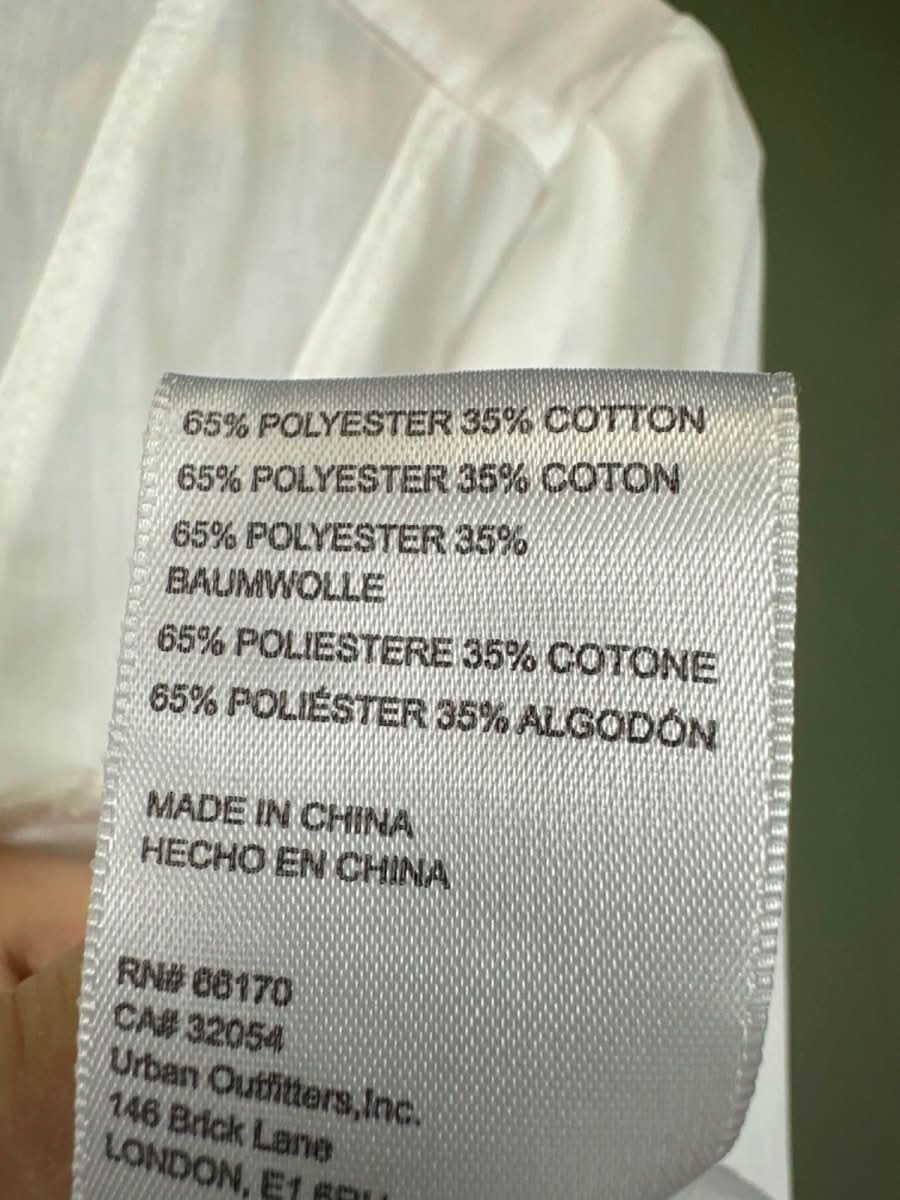 65% POLYESTER 35% COTTON
65% POLYESTER 35% COTON
65% POLYESTER 35%
BAUMWOLLE
65% POLIESTERE 35% COTONE
65% POLIÉSTER 35% ALGODÓN
MADE IN CHINA
HECHO EN CHINA
RN# 66170
CA# 32054
Urban Outfitters,Inc.
146 Brick Lane
LONDON, E1